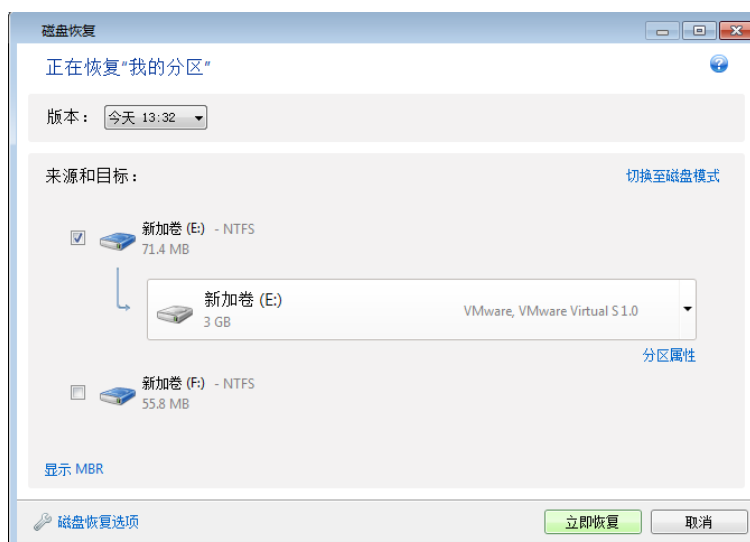 磁盘恢复
正在恢复"我的分区"
版本： 今天 13:32
来源和目标： 切换至磁盘模式
新加卷 (E:) - NTFS
71.4 MB
新加卷 (E:)
3 GB
VMware, VMware Virtual S 1.0
分区属性
新加卷 (F:) - NTFS
55.8 MB
显示 MBR
磁盘恢复选项 立即恢复 取消